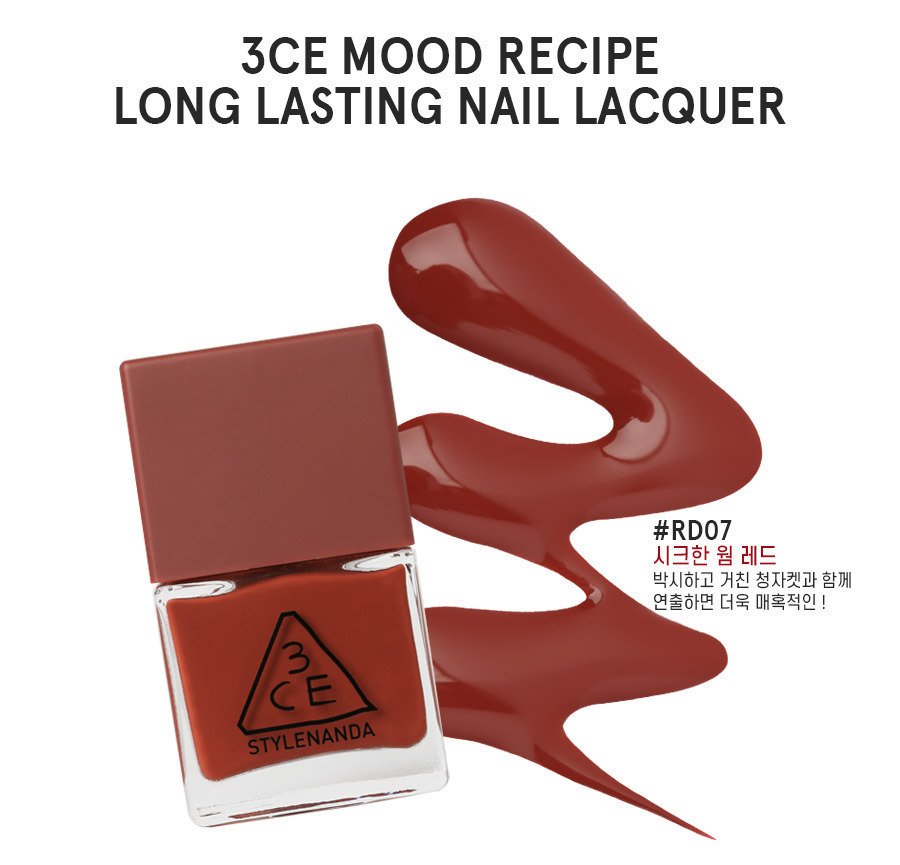 3CE MOOD RECIPE
LONG LASTING NAIL LACQUER
#RD07
시크한 웜 레드
박시하고 거친 청자켓과 함께
연출하면 더욱 매혹적인 !
3
CE
STYLENANDA